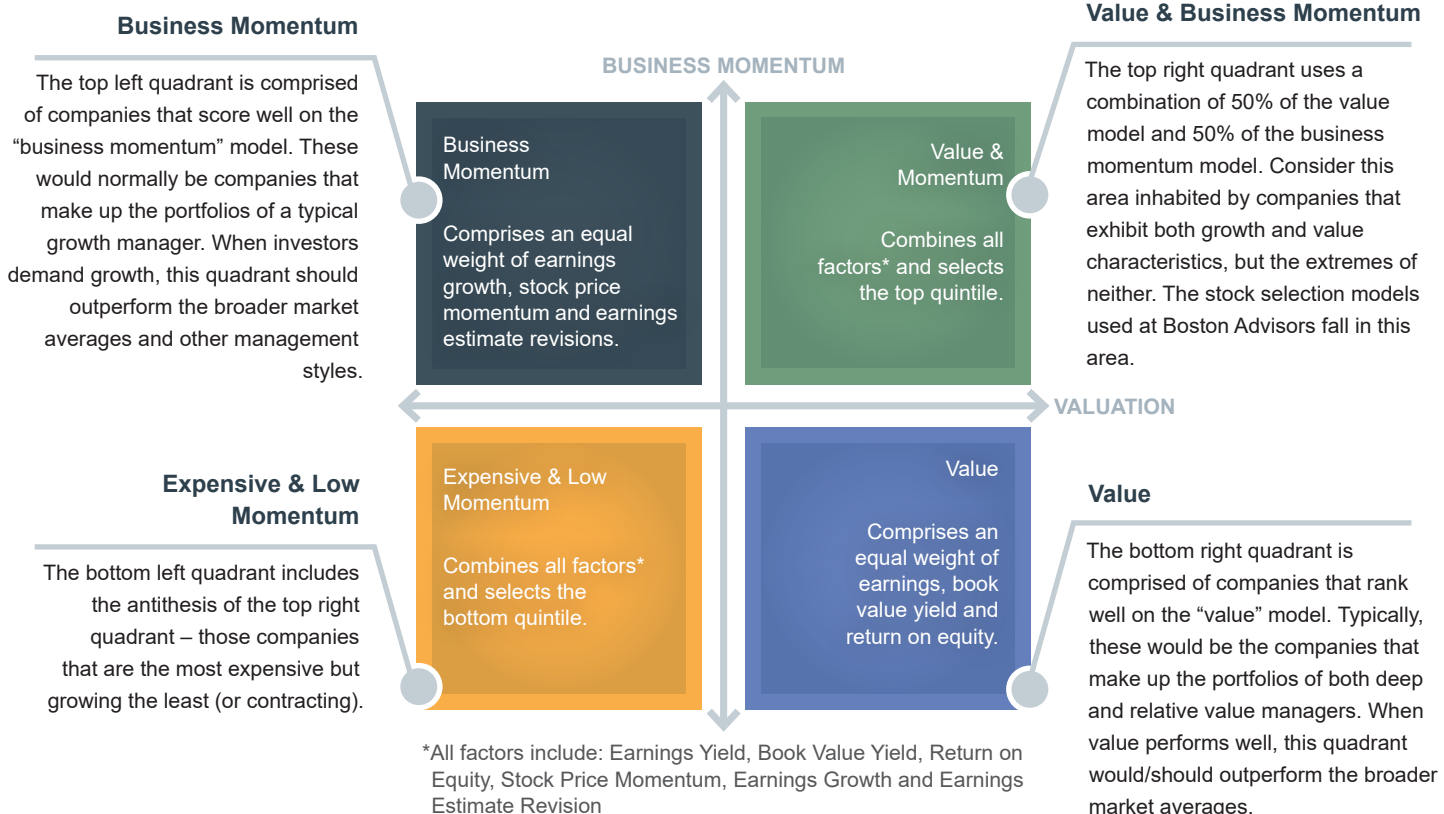 Business Momentum
The top left quadrant is comprised
of companies that score well on the
“business momentum” model. These
would normally be companies that
make up the portfolios of a typical
growth manager. When investors
demand growth, this quadrant should
outperform the broader market
averages and other management
styles.
BUSINESS MOMENTUM
Value & Business Momentum
The top right quadrant uses a
combination of 50% of the value
model and 50% of the business
momentum model. Consider this
area inhabited by companies that
exhibit both growth and value
characteristics, but the extremes of
neither. The stock selection models
used at Boston Advisors fall in this
area.
Business
Momentum
Comprises an equal
weight of earnings
growth, stock price
momentum and earnings
estimate revisions.
Value &
Momentum
Combines all
factors* and selects
the top quintile.
VALUATION
Expensive & Low
Momentum
The bottom left quadrant includes
the antithesis of the top right
quadrant – those companies
that are the most expensive but
growing the least (or contracting).
Expensive & Low
Momentum
Combines all factors*
and selects the
bottom quintile.
Value
Comprises an
equal weight of
earnings, book
value yield and
return on equity.
Value
The bottom right quadrant is
comprised of companies that rank
well on the “value” model. Typically,
these would be the companies that
make up the portfolios of both deep
and relative value managers. When
value performs well, this quadrant
would/should outperform the broader
market averages.
*All factors include: Earnings Yield, Book Value Yield, Return on
Equity, Stock Price Momentum, Earnings Growth and Earnings
Estimate Revision